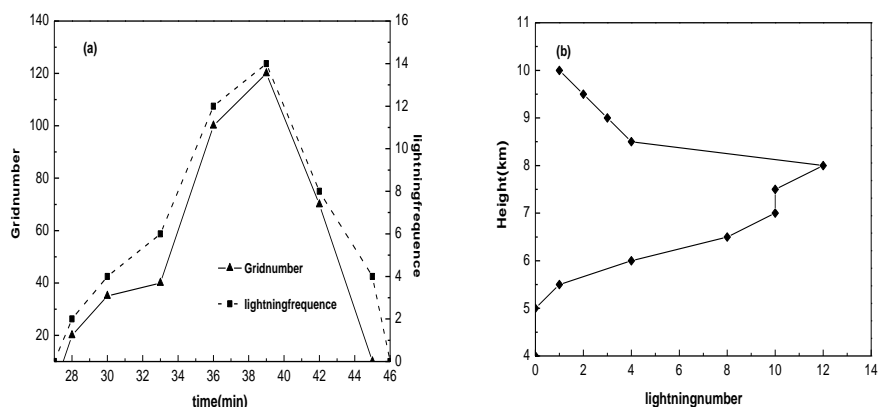 (a)
140
120
100
80
60
40
20
Gridnumber
16
14
12
10
8
6
4
2
0
lightningfrequence
Gridnumber
lightningfrequence
28 30 32 34 36 38 40 42 44 46
time(min)
(b)
11
10
9
8
7
6
5
4
Height(km)
0 2 4 6 8 10 12 14
lightningnumber